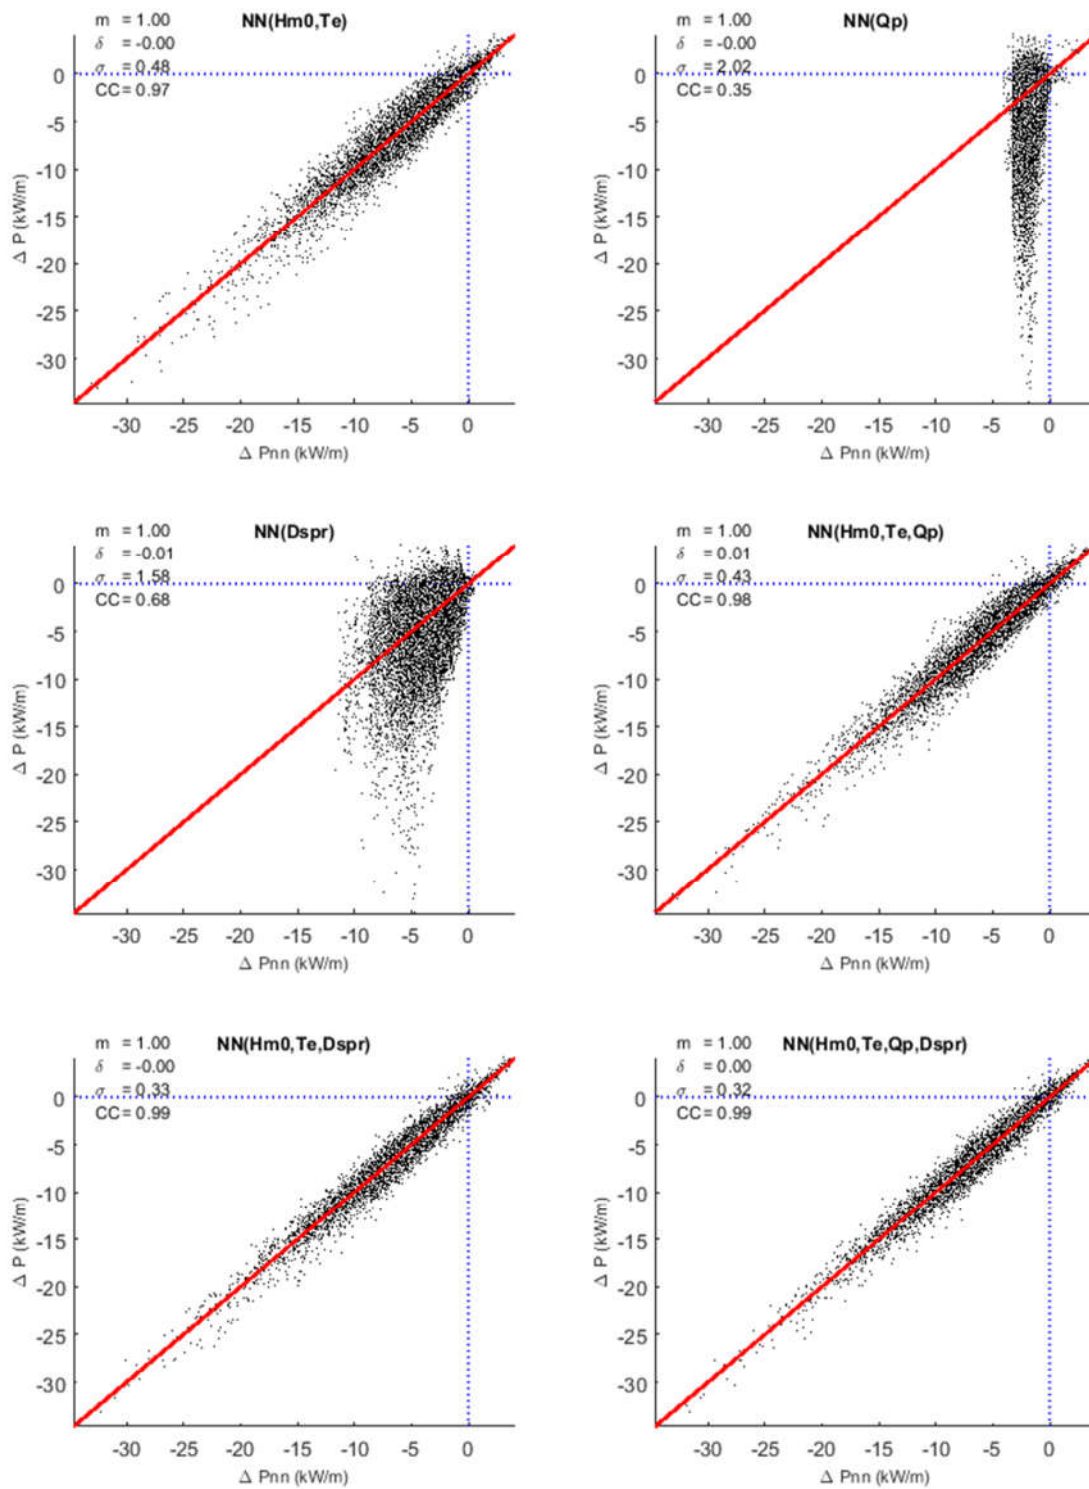 NN(Hm0,Te)
m = 1.00
δ = -0.00
σ = 0.48
CC= 0.97
0
-5
-10
-15
-20
-25
-30
Δ P (kW/m)
-30 -25 -20 -15 -10 -5 0
Δ Pnn (kW/m)
NN(Qp)
m = 1.00
δ = -0.00
σ = 2.02
CC= 0.35
0
-5
-10
-15
-20
-25
-30
Δ P (kW/m)
-30 -25 -20 -15 -10 -5 0
Δ Pnn (kW/m)
NN(Dspr)
m = 1.00
δ = -0.01
σ = 1.58
CC= 0.68
0
-5
-10
-15
-20
-25
-30
Δ P (kW/m)
-30 -25 -20 -15 -10 -5 0
Δ Pnn (kW/m)
NN(Hm0,Te,Qp)
m = 1.00
δ = 0.01
σ = 0.43
CC= 0.98
0
-5
-10
-15
-20
-25
-30
Δ P (kW/m)
-30 -25 -20 -15 -10 -5 0
Δ Pnn (kW/m)
NN(Hm0,Te,Dspr)
m = 1.00
δ = -0.00
σ = 0.33
CC= 0.99
0
-5
-10
-15
-20
-25
-30
Δ P (kW/m)
-30 -25 -20 -15 -10 -5 0
Δ Pnn (kW/m)
NN(Hm0,Te,Qp,Dspr)
m = 1.00
δ = 0.00
σ = 0.32
CC= 0.99
0
-5
-10
-15
-20
-25
-30
Δ P (kW/m)
-30 -25 -20 -15 -10 -5 0
Δ Pnn (kW/m)